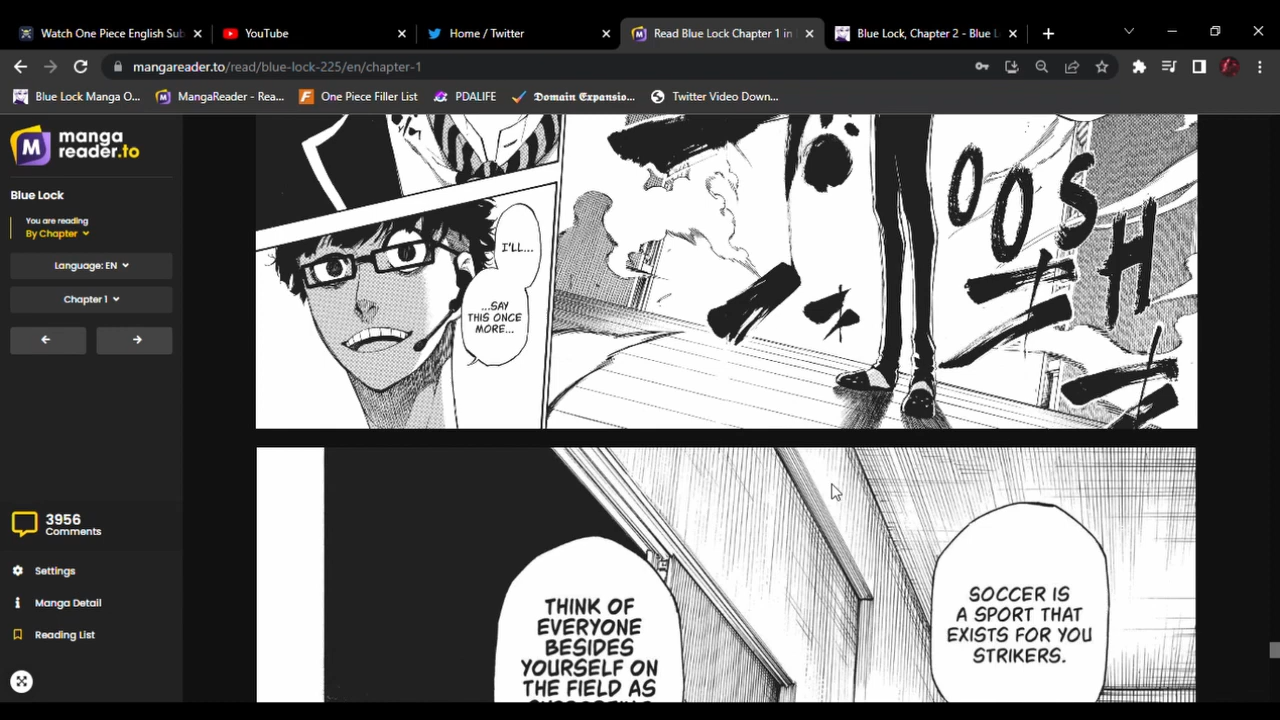 Watch One Piece English Sub
YouTube
Home / Twitter
Read Blue Lock Chapter 1 in
Blue Lock, Chapter 2 - Blue L
mangareader.to/read/blue-lock-225/en/chapter-1
Blue Lock Manga O...
MangaReader - Rea...
One Piece Filler List
PDALIFE
𝕯𝖔𝖒𝖆𝖎𝖓 𝕰𝖝𝖕𝖆𝖓𝖘𝖎𝖔...
Twitter Video Down...
manga
reader.to
Blue Lock
You are reading
By Chapter
Language: EN
Chapter 1
3956
Comments
Settings
Manga Detail
Reading List
I'LL...
...SAY
THIS ONCE
MORE...
OOSH
SOCCER IS
A SPORT THAT
EXISTS FOR YOU
STRIKERS.
THINK OF
EVERYONE
BESIDES
YOURSELF ON
THE FIELD AS